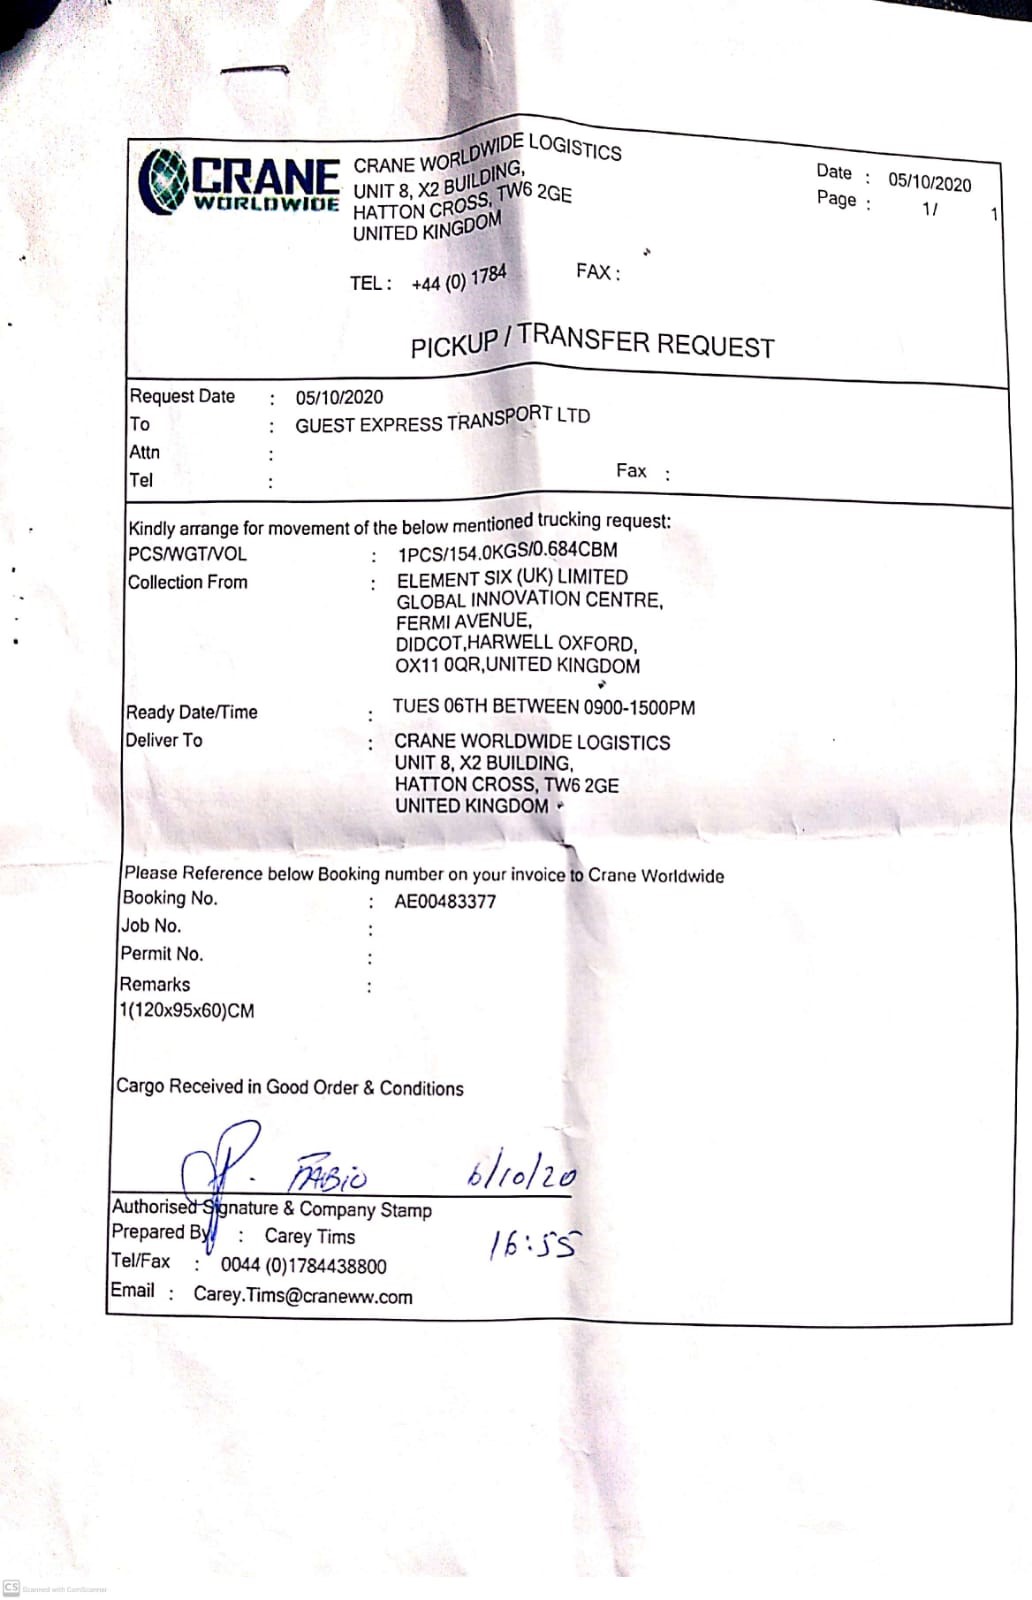 CRANE
WORLDWIDE
CRANE WORLDWIDE LOGISTICS
UNIT 8, X2 BUILDING,
HATTON CROSS, TW6 2GE
UNITED KINGDOM
Date : 05/10/2020
Page : 1/ 1
TEL : +44 (0) 1784 FAX :
PICKUP / TRANSFER REQUEST
Request Date : 05/10/2020
To : GUEST EXPRESS TRANSPORT LTD
Attn :
Tel : Fax :
Kindly arrange for movement of the below mentioned trucking request:
PCS/WGT/VOL : 1PCS/154.0KGS/0.684CBM
Collection From : ELEMENT SIX (UK) LIMITED
GLOBAL INNOVATION CENTRE,
FERMI AVENUE,
DIDCOT,HARWELL OXFORD,
OX11 0QR,UNITED KINGDOM
Ready Date/Time : TUES 06TH BETWEEN 0900-1500PM
Deliver To : CRANE WORLDWIDE LOGISTICS
UNIT 8, X2 BUILDING,
HATTON CROSS, TW6 2GE
UNITED KINGDOM
Please Reference below Booking number on your invoice to Crane Worldwide
Booking No. : AE00483377
Job No. :
Permit No. :
Remarks :
1(120x95x60)CM
Cargo Received in Good Order & Conditions
FABIO 6/10/20
Authorised Signature & Company Stamp
Prepared By : Carey Tims 16:55
Tel/Fax : 0044 (0)1784438800
Email : Carey.Tims@craneww.com
CS Scanned with CamScanner